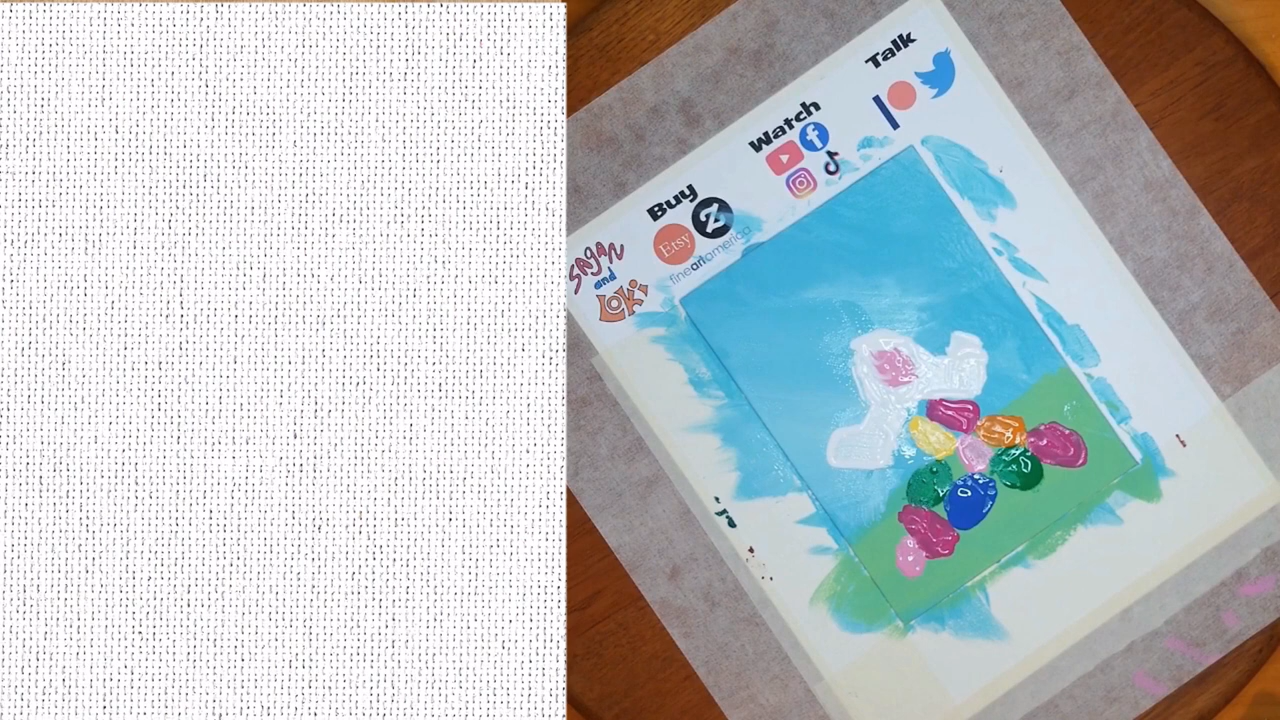 Talk
Watch
Buy
Etsy
fineartamerica
SAGAN
and
LOKi